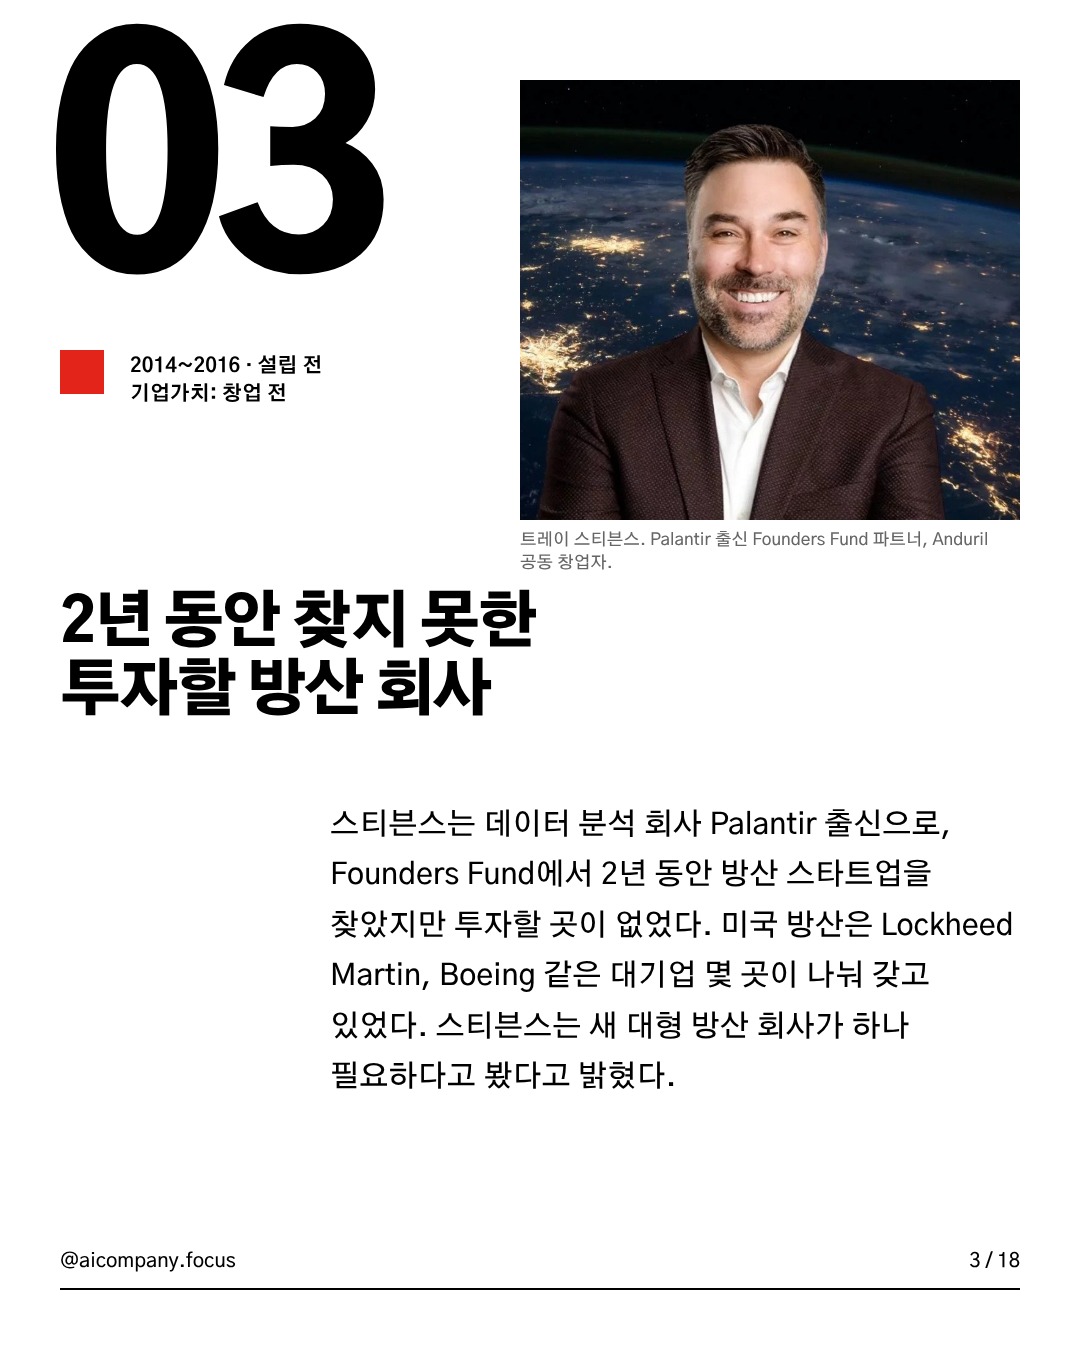 03
2014~2016 · 설립 전
기업가치: 창업 전
트레이 스티븐스. Palantir 출신 Founders Fund 파트너, Anduril
공동 창업자.
2년 동안 찾지 못한
투자할 방산 회사
스티븐스는 데이터 분석 회사 Palantir 출신으로,
Founders Fund에서 2년 동안 방산 스타트업을
찾았지만 투자할 곳이 없었다. 미국 방산은 Lockheed
Martin, Boeing 같은 대기업 몇 곳이 나눠 갖고
있었다. 스티븐스는 새 대형 방산 회사가 하나
필요하다고 봤다고 밝혔다.
@aicompany.focus
3 / 18